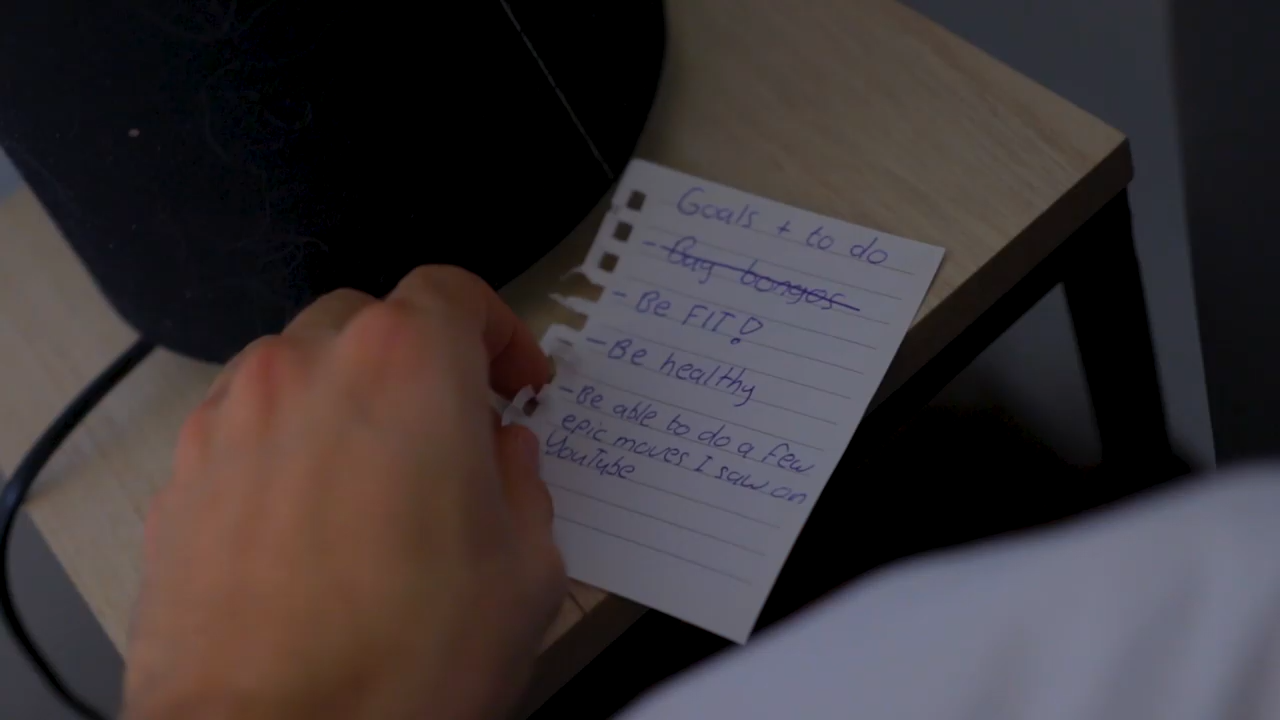 Goals + to do
- Buy bongos
- Be FIT!
- Be healthy
- Be able to do a few
epic moves I saw on
YouTube